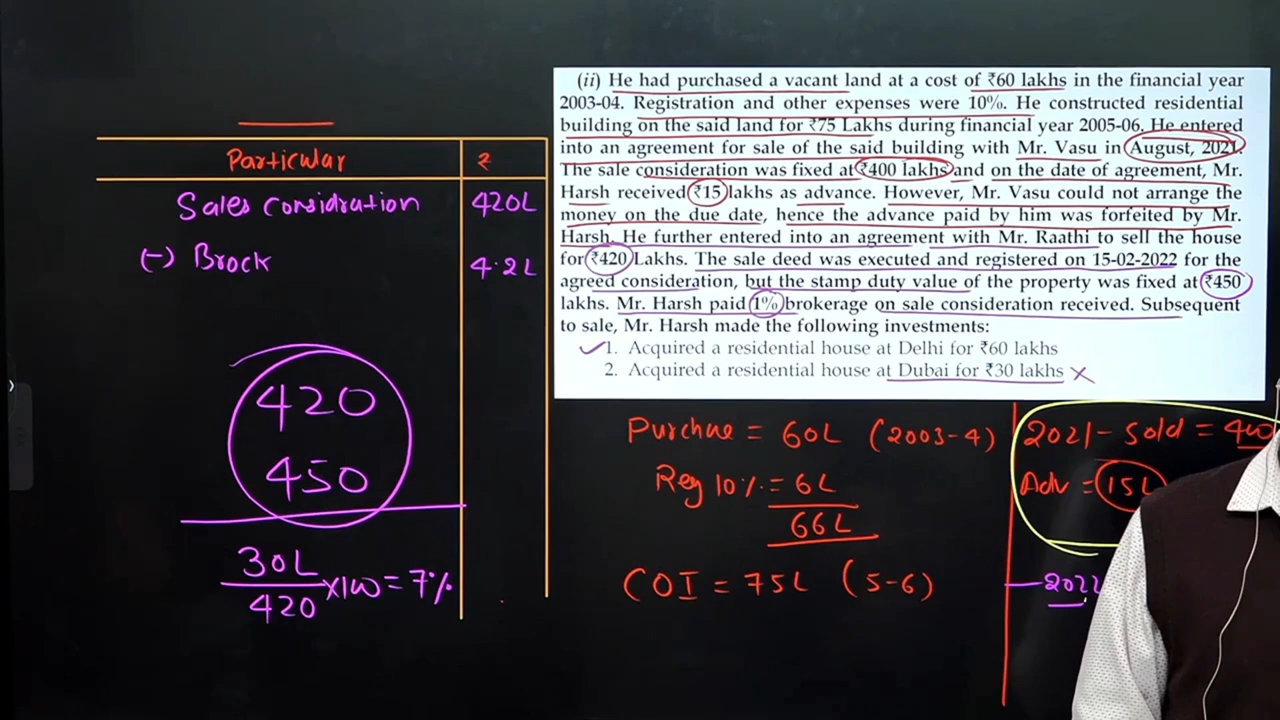 Particular ₹
Sales Considration 420L
(-) Brock 4.2L
420
450
30L
420
×100 = 7%
(ii) He had purchased a vacant land at a cost of ₹60 lakhs in the financial year
2003-04. Registration and other expenses were 10%. He constructed residential
building on the said land for ₹75 Lakhs during financial year 2005-06. He entered
into an agreement for sale of the said building with Mr. Vasu in August, 2021.
The sale consideration was fixed at ₹400 lakhs and on the date of agreement, Mr.
Harsh received ₹15 lakhs as advance. However, Mr. Vasu could not arrange the
money on the due date, hence the advance paid by him was forfeited by Mr.
Harsh. He further entered into an agreement with Mr. Raathi to sell the house
for ₹420 Lakhs. The sale deed was executed and registered on 15-02-2022 for the
agreed consideration, but the stamp duty value of the property was fixed at ₹450
lakhs. Mr. Harsh paid 1% brokerage on sale consideration received. Subsequent
to sale, Mr. Harsh made the following investments:
1. Acquired a residential house at Delhi for ₹60 lakhs
2. Acquired a residential house at Dubai for ₹30 lakhs
Purchae = 60L (2003-4)
Reg 10% = 6L
66L
COI = 75L (5-6)
2021 - Sold = 400
Adv = 15L
2022